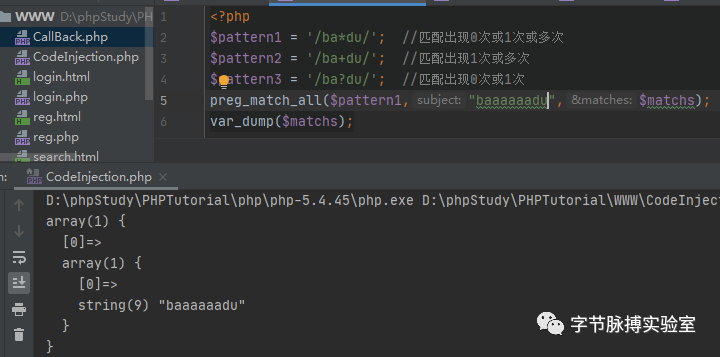 WWW D:\phpStudy\PH
CallBack.php
CodeInjection.php
login.html
login.php
reg.html
reg.php
search.html
1 <?php
2 $pattern1 = '/ba*du/'; //匹配出现0次或1次或多次
3 $pattern2 = '/ba+du/'; //匹配出现1次或多次
4 $pattern3 = '/ba?du/'; //匹配出现0次或1次
5 preg_match_all($pattern1, subject: "baaaaaadu", &matches: $matchs);
6 var_dump($matchs);
n: CodeInjection.php ×
D:\phpStudy\PHPTutorial\php\php-5.4.45\php.exe D:\phpStudy\PHPTutorial\WWW\CodeInjec
array(1) {
[0]=>
array(1) {
[0]=>
string(9) "baaaaaadu"
}
}
字节脉搏实验室